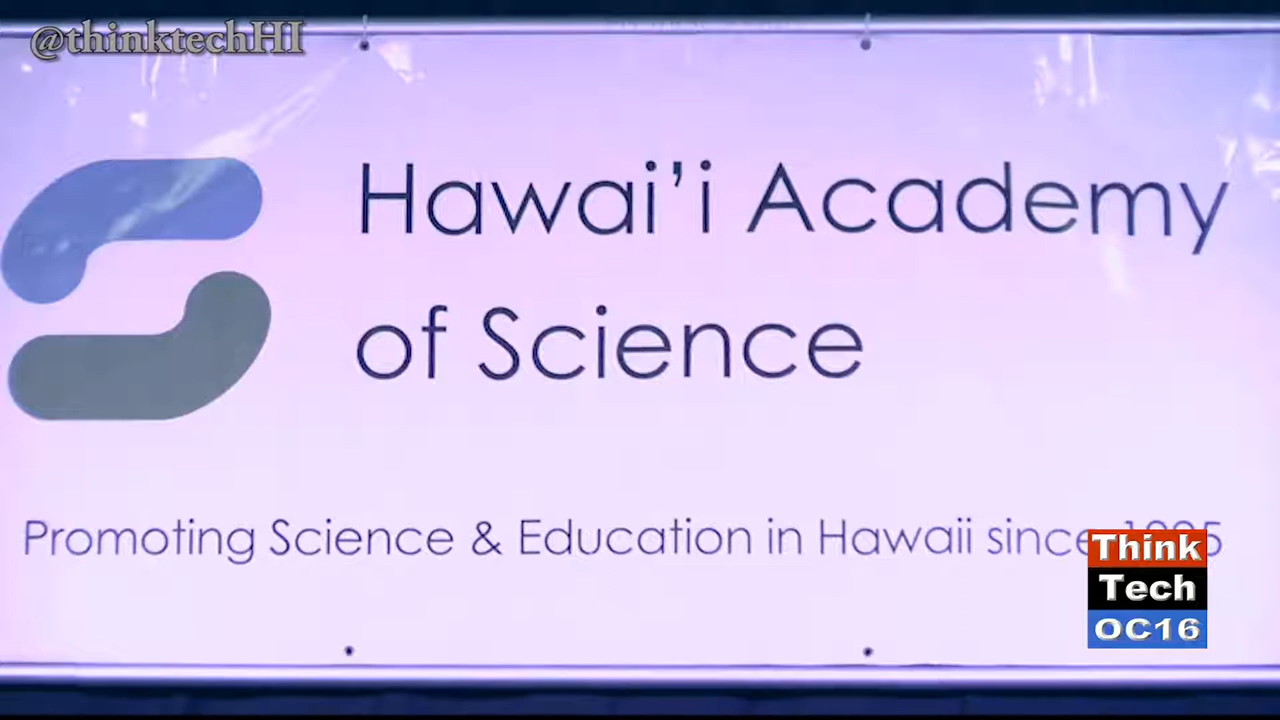 @thinktechHI
Hawai'i Academy
of Science
Promoting Science & Education in Hawaii since
Think
Tech
OC16